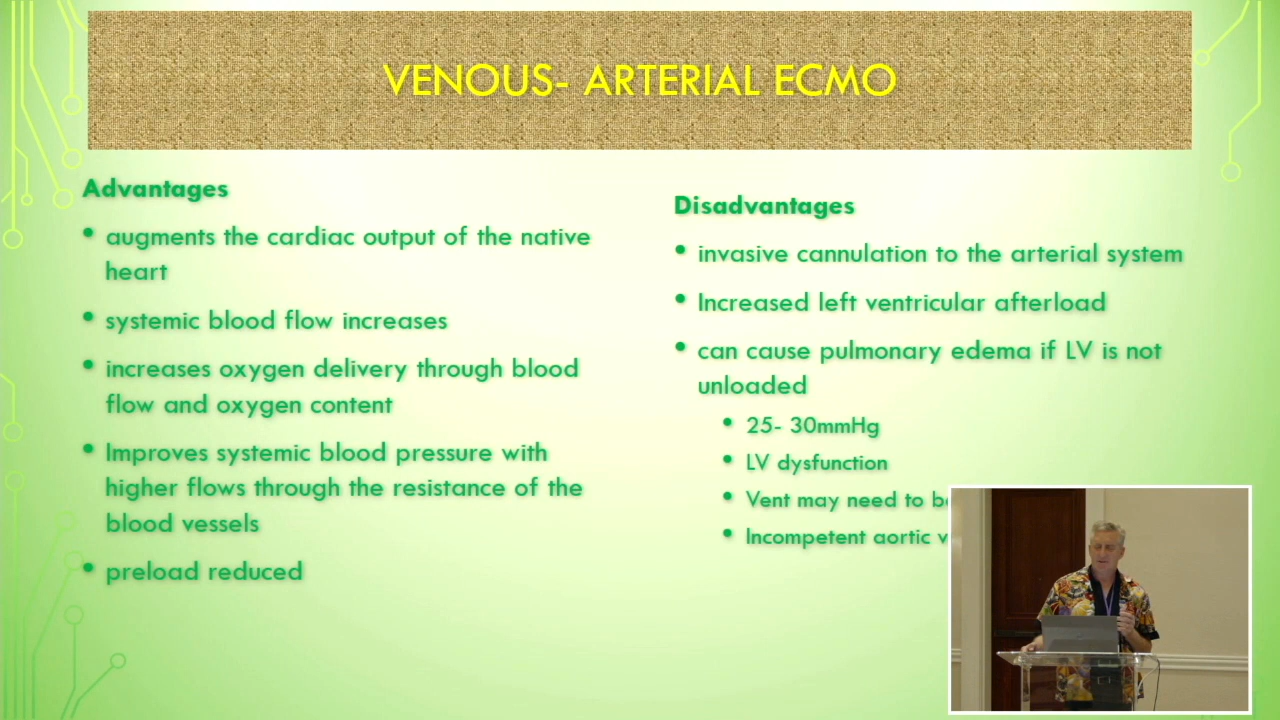 VENOUS- ARTERIAL ECMO
Advantages
• augments the cardiac output of the native
heart
• systemic blood flow increases
• increases oxygen delivery through blood
flow and oxygen content
• Improves systemic blood pressure with
higher flows through the resistance of the
blood vessels
• preload reduced
Disadvantages
• invasive cannulation to the arterial system
• Increased left ventricular afterload
• can cause pulmonary edema if LV is not
unloaded
• 25- 30mmHg
• LV dysfunction
• Vent may need to
• Incompetent aortic